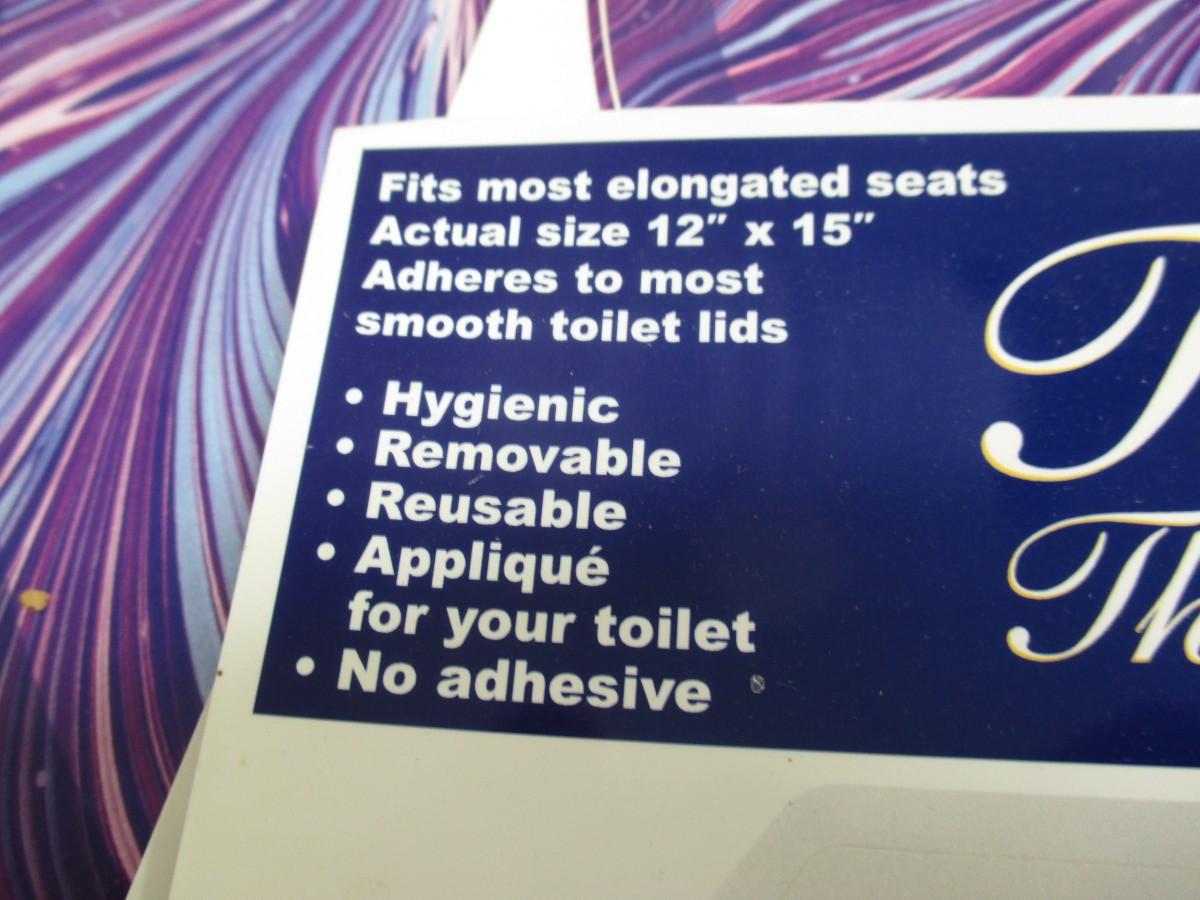 Fits most elongated seats
Actual size 12″ x 15″
Adheres to most
smooth toilet lids
• Hygienic
• Removable
• Reusable
• Appliqué
for your toilet
• No adhesive
T
Th